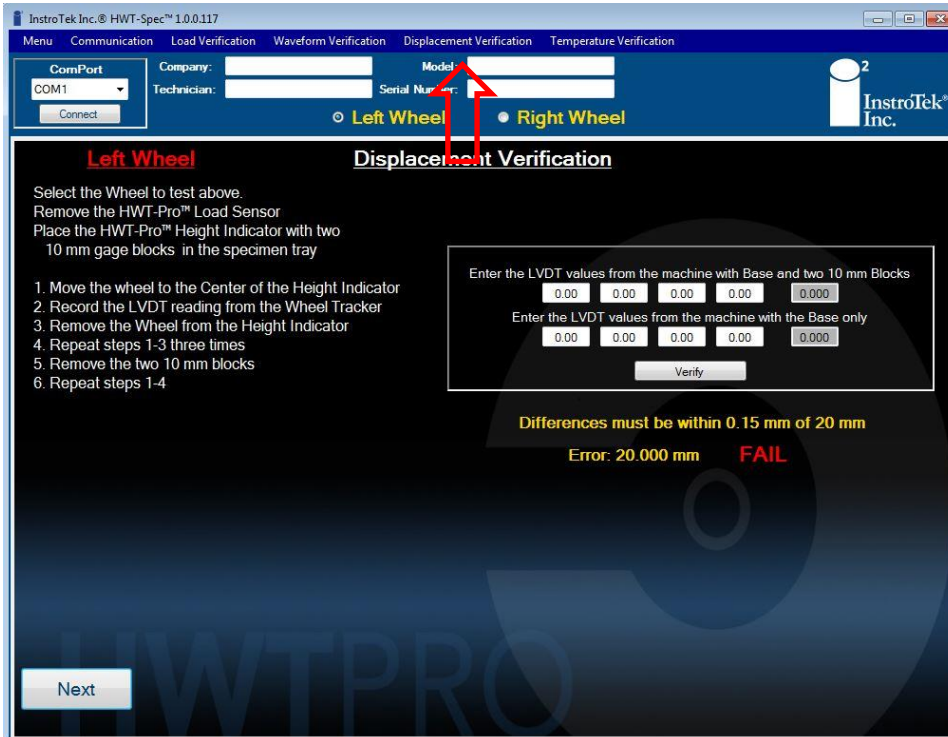 InstroTek Inc.® HWT-Spec™ 1.0.0.117
Menu Communication Load Verification Waveform Verification Displacement Verification Temperature Verification
ComPort
COM1
Connect
Company:
Technician:
Model:
Serial Number:
Left Wheel Right Wheel
i2
InstroTek®
Inc.
Left Wheel
Displacement Verification
Select the Wheel to test above.
Remove the HWT-Pro™ Load Sensor
Place the HWT-Pro™ Height Indicator with two
10 mm gage blocks in the specimen tray
1. Move the wheel to the Center of the Height Indicator
2. Record the LVDT reading from the Wheel Tracker
3. Remove the Wheel from the Height Indicator
4. Repeat steps 1-3 three times
5. Remove the two 10 mm blocks
6. Repeat steps 1-4
Enter the LVDT values from the machine with Base and two 10 mm Blocks
0.00 0.00 0.00 0.00 0.000
Enter the LVDT values from the machine with the Base only
0.00 0.00 0.00 0.00 0.000
Verify
Differences must be within 0.15 mm of 20 mm
Error: 20.000 mm FAIL
HWTPRO
Next